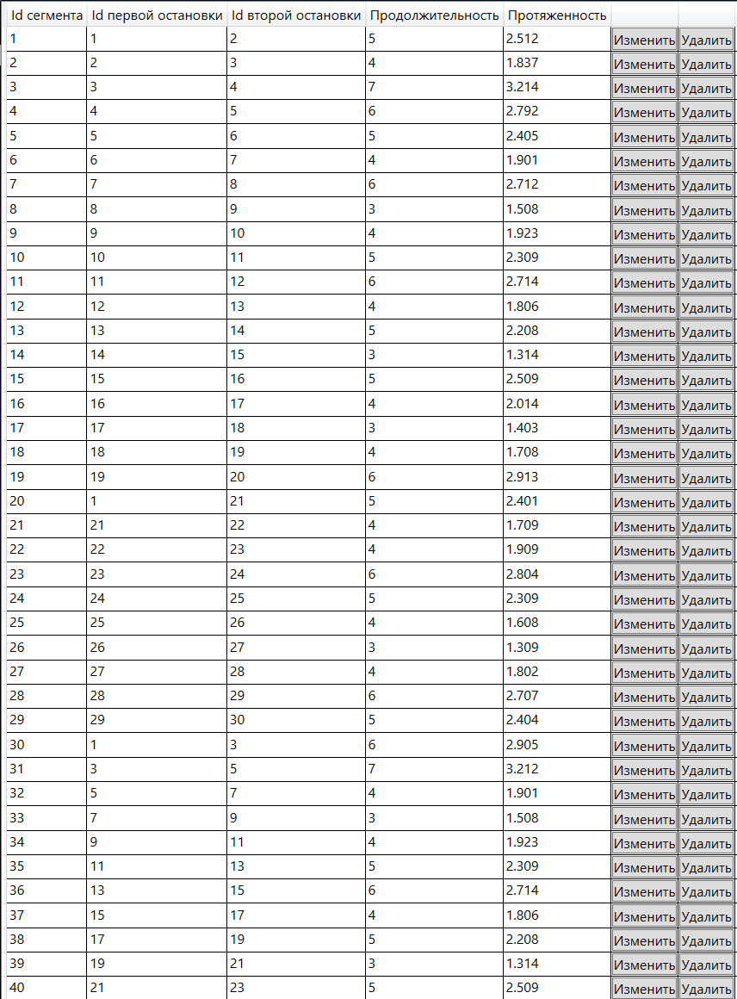 Id сегмента Id первой остановки Id второй остановки Продолжительность Протяженность
1 1 2 5 2.512 Изменить Удалить
2 2 3 4 1.837 Изменить Удалить
3 3 4 7 3.214 Изменить Удалить
4 4 5 6 2.792 Изменить Удалить
5 5 6 5 2.405 Изменить Удалить
6 6 7 4 1.901 Изменить Удалить
7 7 8 6 2.712 Изменить Удалить
8 8 9 3 1.508 Изменить Удалить
9 9 10 4 1.923 Изменить Удалить
10 10 11 5 2.309 Изменить Удалить
11 11 12 6 2.714 Изменить Удалить
12 12 13 4 1.806 Изменить Удалить
13 13 14 5 2.208 Изменить Удалить
14 14 15 3 1.314 Изменить Удалить
15 15 16 5 2.509 Изменить Удалить
16 16 17 4 2.014 Изменить Удалить
17 17 18 3 1.403 Изменить Удалить
18 18 19 4 1.708 Изменить Удалить
19 19 20 6 2.913 Изменить Удалить
20 1 21 5 2.401 Изменить Удалить
21 21 22 4 1.709 Изменить Удалить
22 22 23 4 1.909 Изменить Удалить
23 23 24 6 2.804 Изменить Удалить
24 24 25 5 2.309 Изменить Удалить
25 25 26 4 1.608 Изменить Удалить
26 26 27 3 1.309 Изменить Удалить
27 27 28 4 1.802 Изменить Удалить
28 28 29 6 2.707 Изменить Удалить
29 29 30 5 2.404 Изменить Удалить
30 1 3 6 2.905 Изменить Удалить
31 3 5 7 3.212 Изменить Удалить
32 5 7 4 1.901 Изменить Удалить
33 7 9 3 1.508 Изменить Удалить
34 9 11 4 1.923 Изменить Удалить
35 11 13 5 2.309 Изменить Удалить
36 13 15 6 2.714 Изменить Удалить
37 15 17 4 1.806 Изменить Удалить
38 17 19 5 2.208 Изменить Удалить
39 19 21 3 1.314 Изменить Удалить
40 21 23 5 2.509 Изменить Удалить